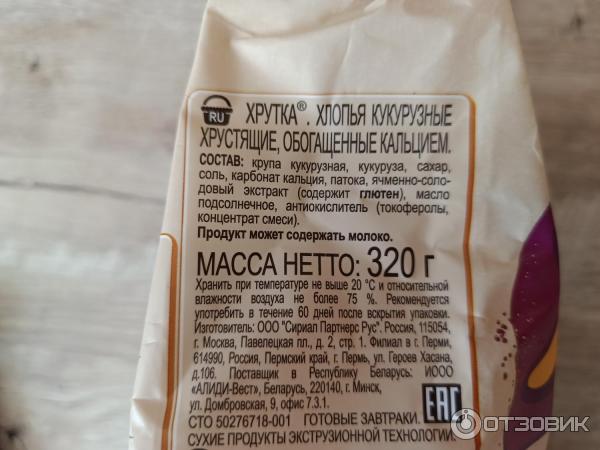 RU
ХРУТКА®. ХЛОПЬЯ КУКУРУЗНЫЕ
ХРУСТЯЩИЕ, ОБОГАЩЕННЫЕ КАЛЬЦИЕМ.
СОСТАВ: крупа кукурузная, кукуруза, сахар,
соль, карбонат кальция, патока, ячменно-соло-
довый экстракт (содержит глютен), масло
подсолнечное, антиокислитель (токоферолы,
концентрат смеси).
Продукт может содержать молоко.
МАССА НЕТТО: 320 г
Хранить при температуре не выше 20 °С и относительной
влажности воздуха не более 75 %. Рекомендуется
употребить в течение 60 дней после вскрытия упаковки.
Изготовитель: ООО "Сириал Партнерс Рус". Россия, 115054,
г. Москва, Павелецкая пл., д. 2, стр. 1. Филиал в г. Перми,
614990, Россия, Пермский край, г. Пермь, ул. Героев Хасана,
д.106. Поставщик в Республику Беларусь: ИООО
«АЛИДИ-Вест», Беларусь, 220140, г. Минск,
ул. Домбровская, 9, офис 7.3.1.
СТО 50276718-001 ГОТОВЫЕ ЗАВТРАКИ.
СУХИЕ ПРОДУКТЫ ЭКСТРУЗИОННОЙ ТЕХНОЛОГИИ.
EAC
ОТЗОВИК